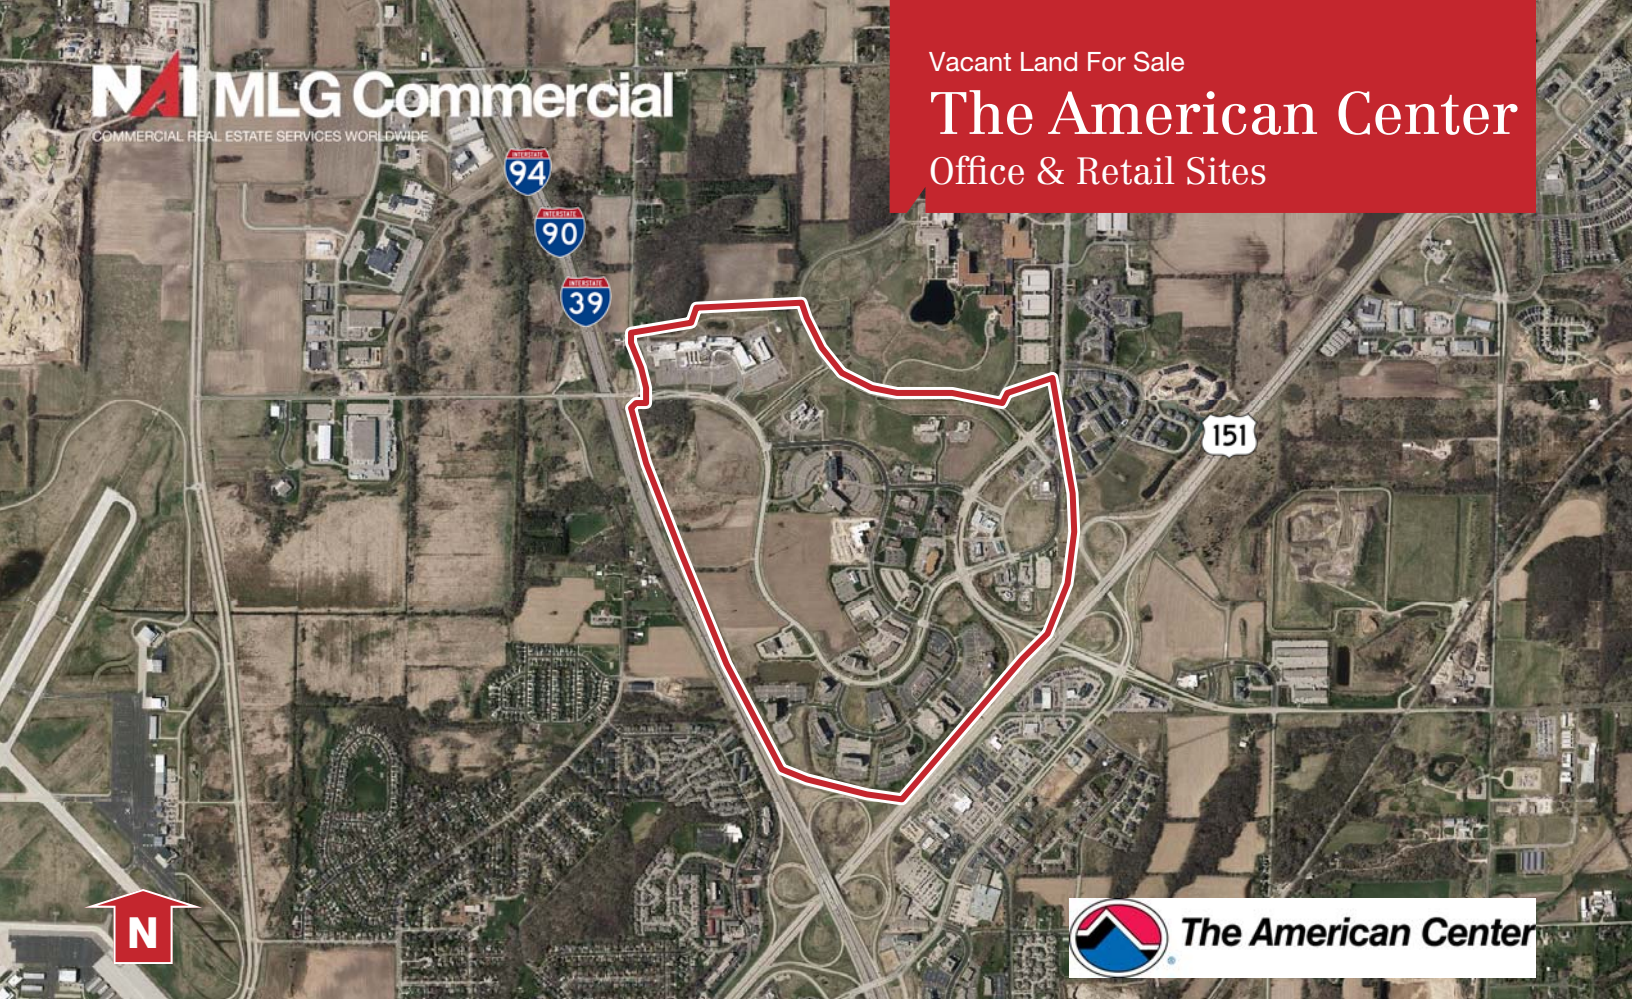 NAI MLG Commercial
COMMERCIAL REAL ESTATE SERVICES WORLDWIDE
Vacant Land For Sale
The American Center
Office & Retail Sites
INTERSTATE
94
INTERSTATE
90
INTERSTATE
39
151
N
The American Center
®